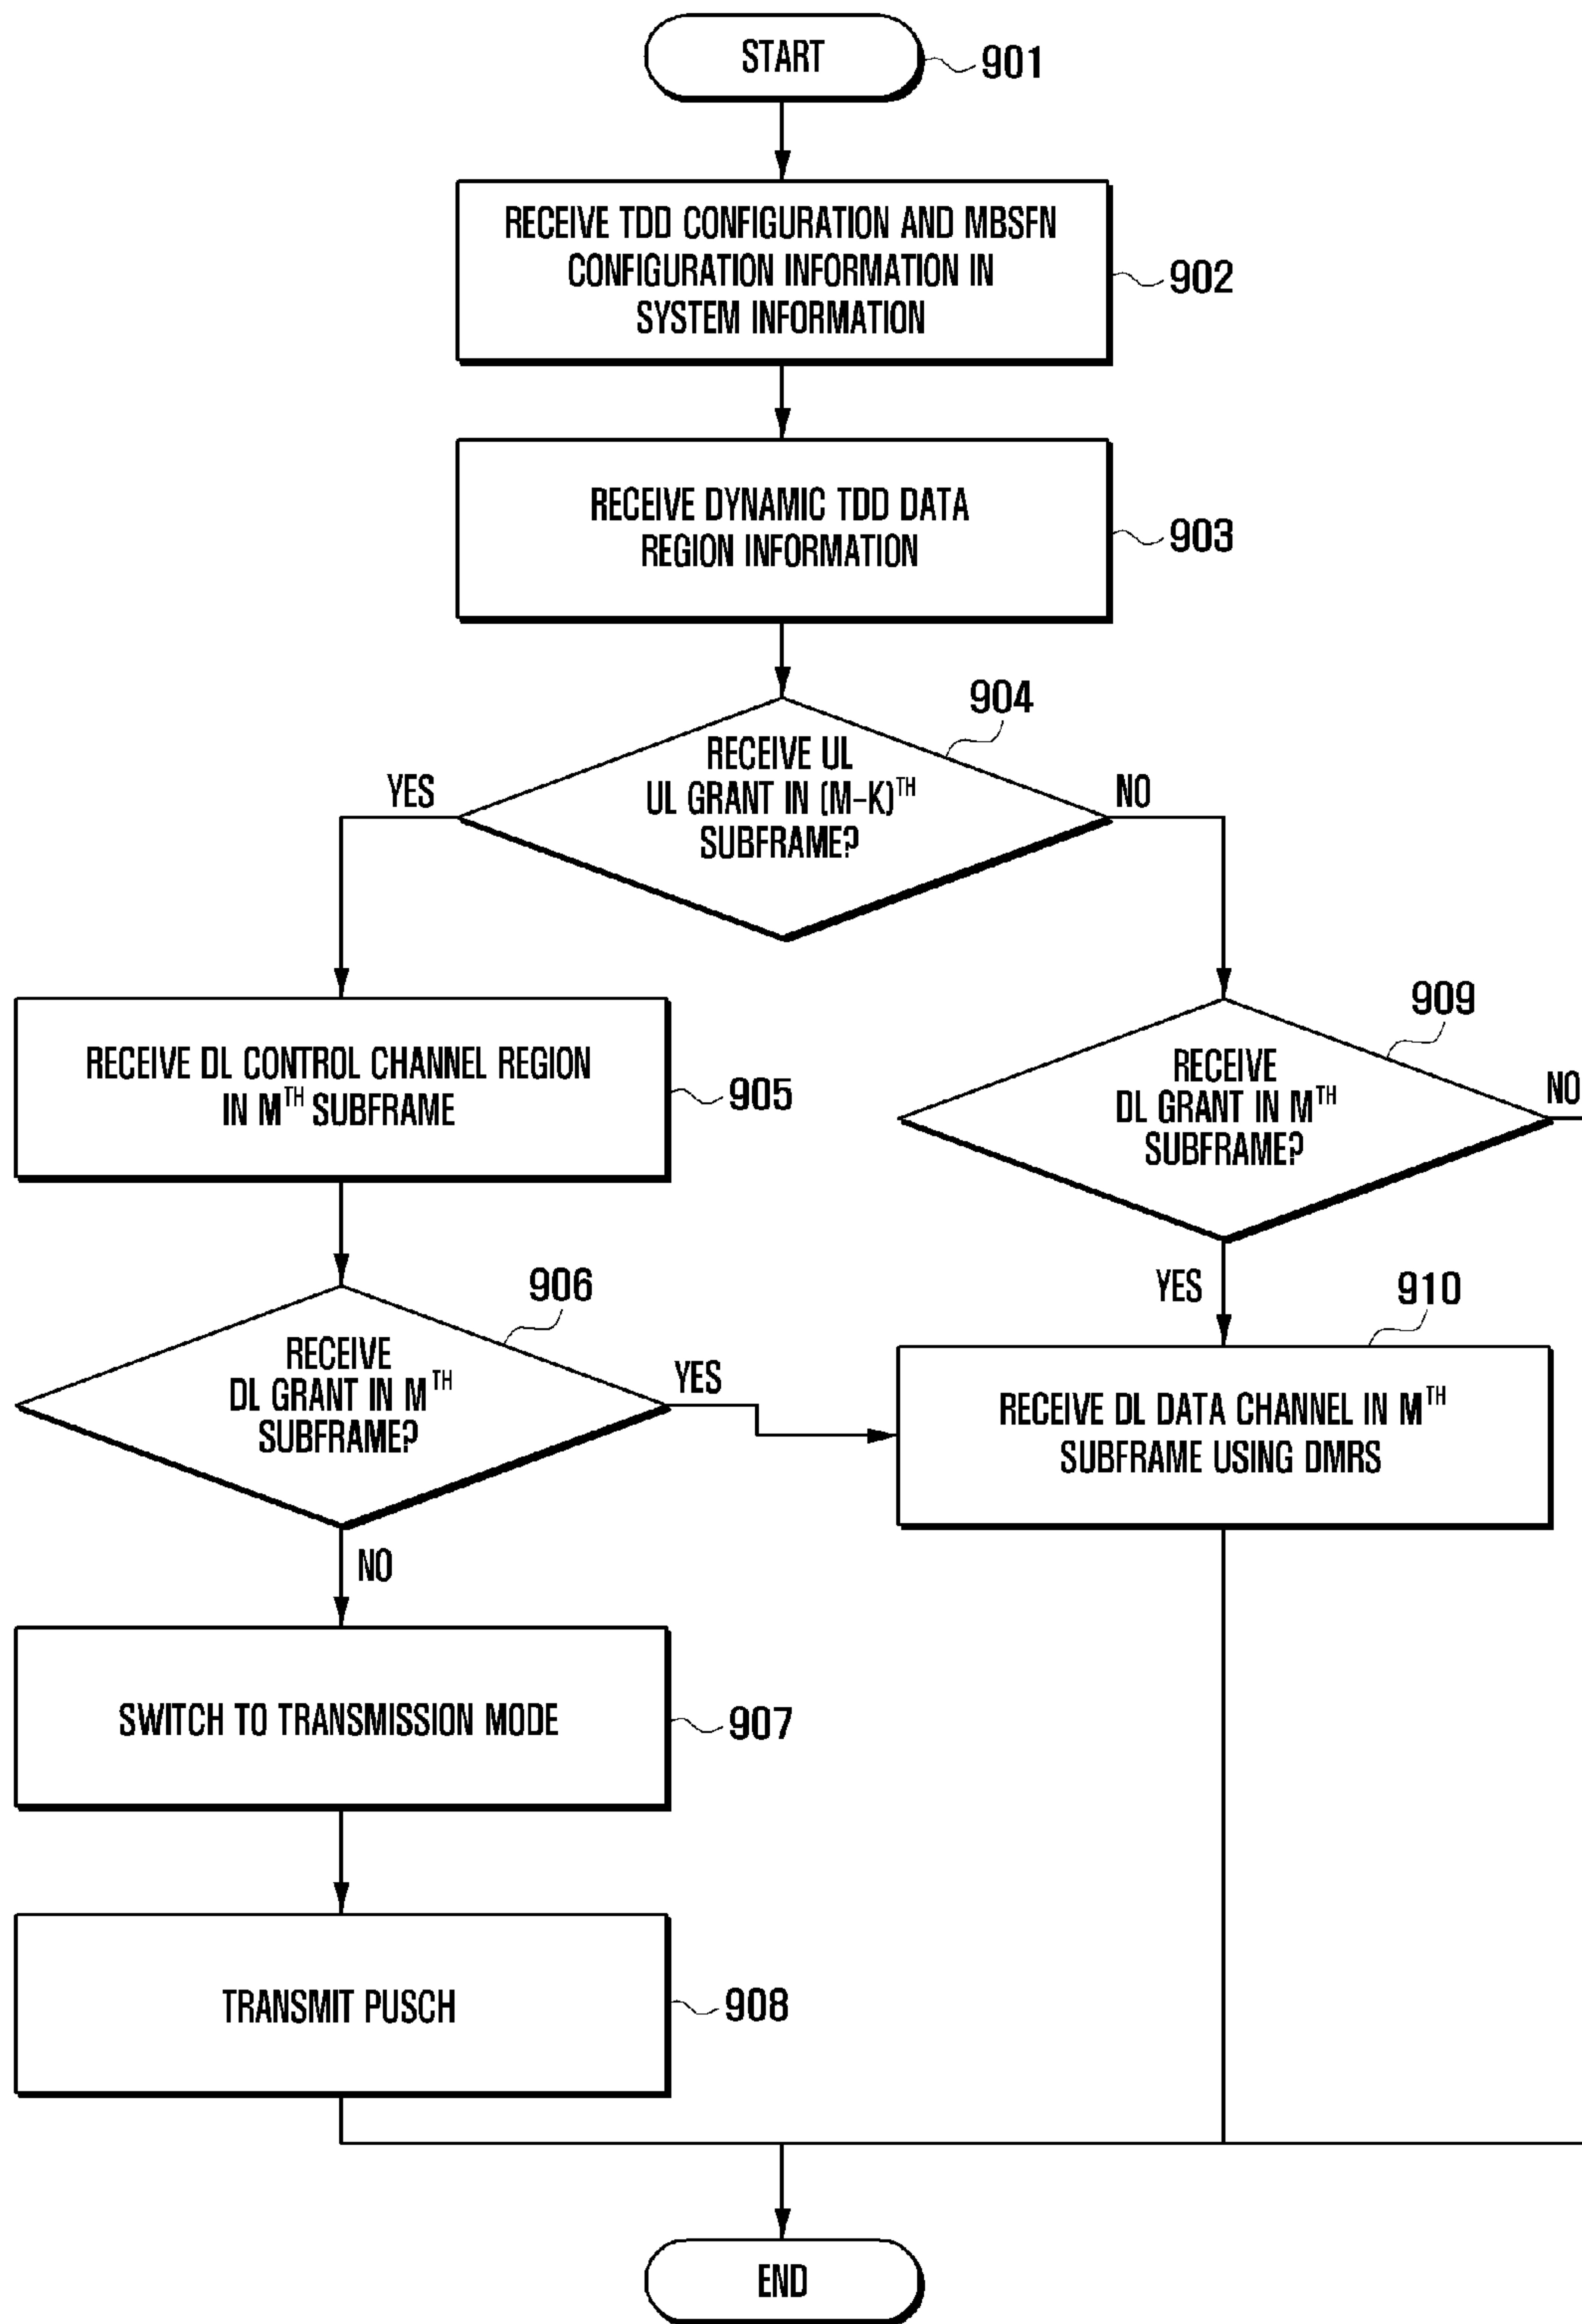 START
901
RECEIVE TDD CONFIGURATION AND MBSFN
CONFIGURATION INFORMATION IN
SYSTEM INFORMATION
902
RECEIVE DYNAMIC TDD DATA
REGION INFORMATION
903
904
RECEIVE UL
UL GRANT IN (M-K)TH
SUBFRAME?
YES
NO
RECEIVE DL CONTROL CHANNEL REGION
IN MTH SUBFRAME
905
909
RECEIVE
DL GRANT IN MTH
SUBFRAME?
NO
YES
906
RECEIVE
DL GRANT IN MTH
SUBFRAME?
YES
NO
910
RECEIVE DL DATA CHANNEL IN MTH
SUBFRAME USING DMRS
SWITCH TO TRANSMISSION MODE
907
TRANSMIT PUSCH
908
END